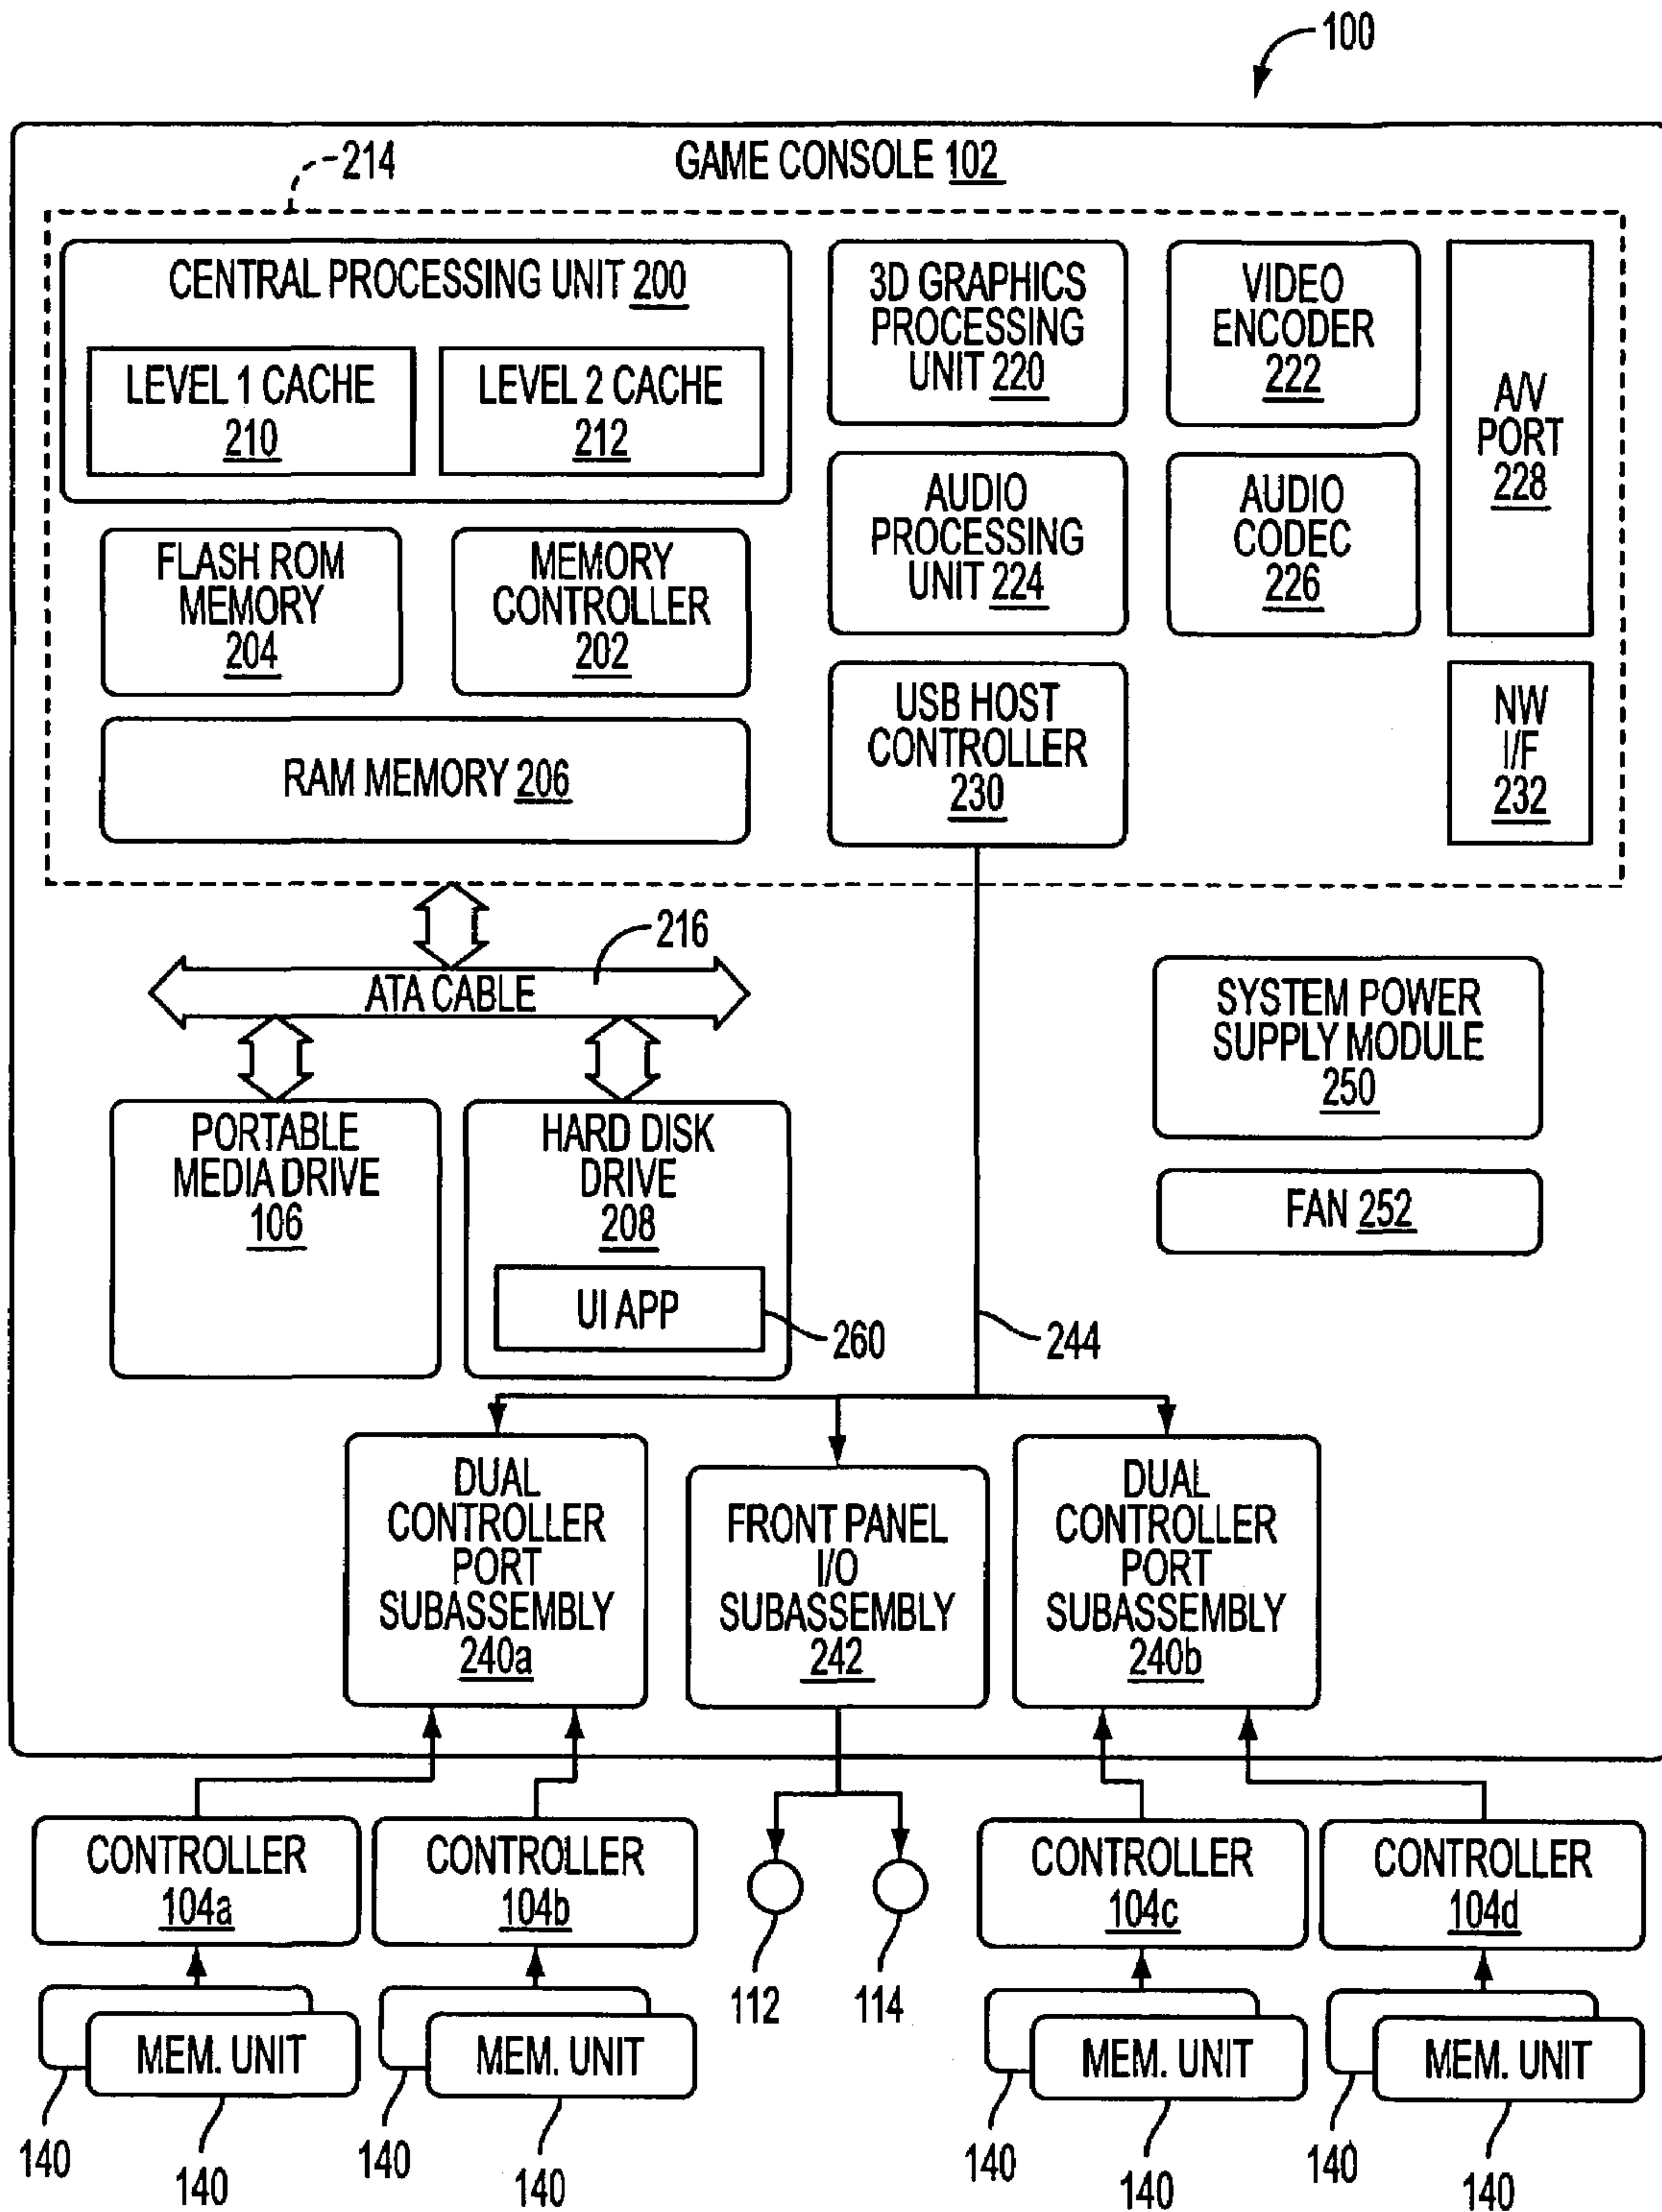 100
GAME CONSOLE 102
214
CENTRAL PROCESSING UNIT 200
LEVEL 1 CACHE
210
LEVEL 2 CACHE
212
3D GRAPHICS
PROCESSING
UNIT 220
VIDEO
ENCODER
222
A/V
PORT
228
FLASH ROM
MEMORY
204
MEMORY
CONTROLLER
202
AUDIO
PROCESSING
UNIT 224
AUDIO
CODEC
226
RAM MEMORY 206
USB HOST
CONTROLLER
230
NW
I/F
232
216
ATA CABLE
SYSTEM POWER
SUPPLY MODULE
250
PORTABLE
MEDIA DRIVE
106
HARD DISK
DRIVE
208
UI APP
260
FAN 252
244
DUAL
CONTROLLER
PORT
SUBASSEMBLY
240a
FRONT PANEL
I/O
SUBASSEMBLY
242
DUAL
CONTROLLER
PORT
SUBASSEMBLY
240b
CONTROLLER
104a
CONTROLLER
104b
112
114
CONTROLLER
104c
CONTROLLER
104d
MEM. UNIT
140
140
MEM. UNIT
140
140
MEM. UNIT
140
140
MEM. UNIT
140
140